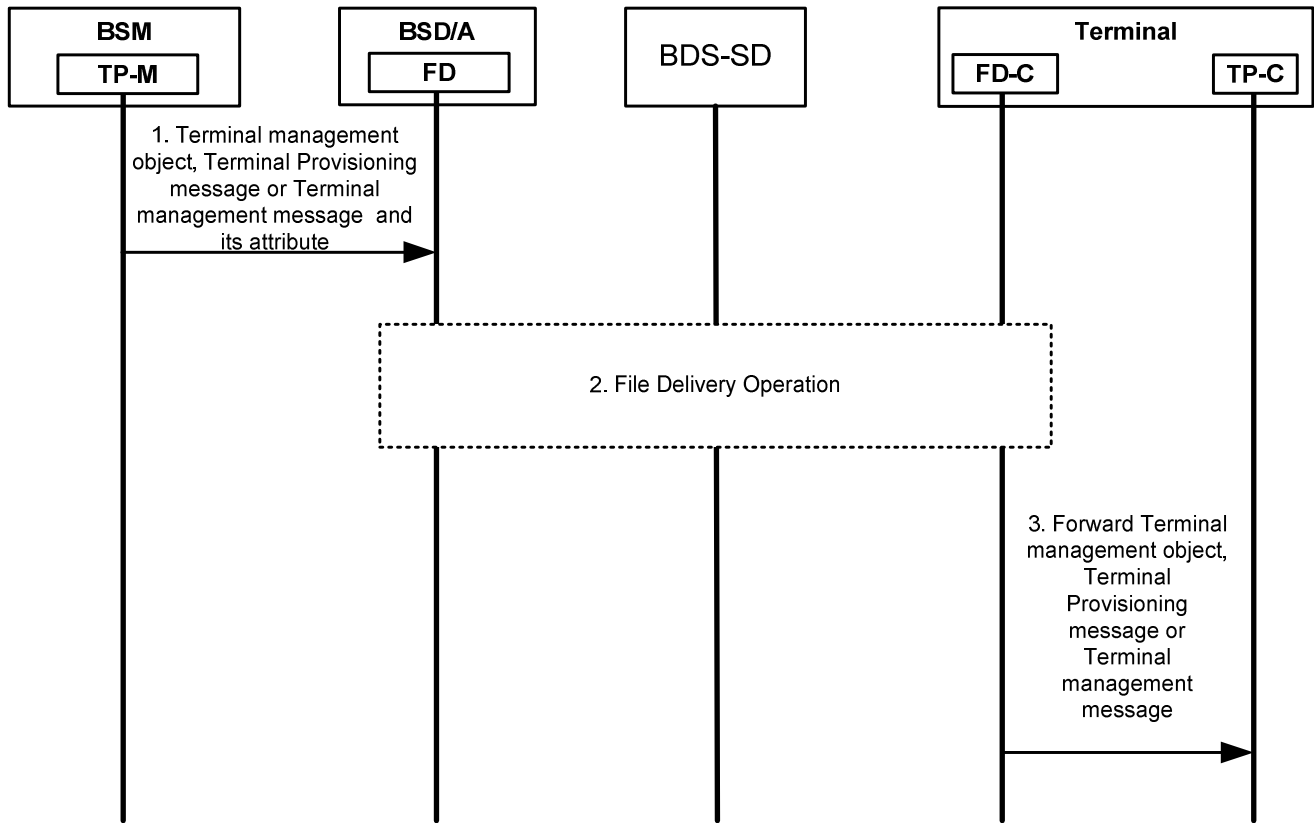 BSM
TP-M
BSD/A
FD
BDS-SD
Terminal
FD-C
TP-C
1. Terminal management
object, Terminal Provisioning
message or Terminal
management message and
its attribute
2. File Delivery Operation
3. Forward Terminal
management object,
Terminal
Provisioning
message or
Terminal
management
message